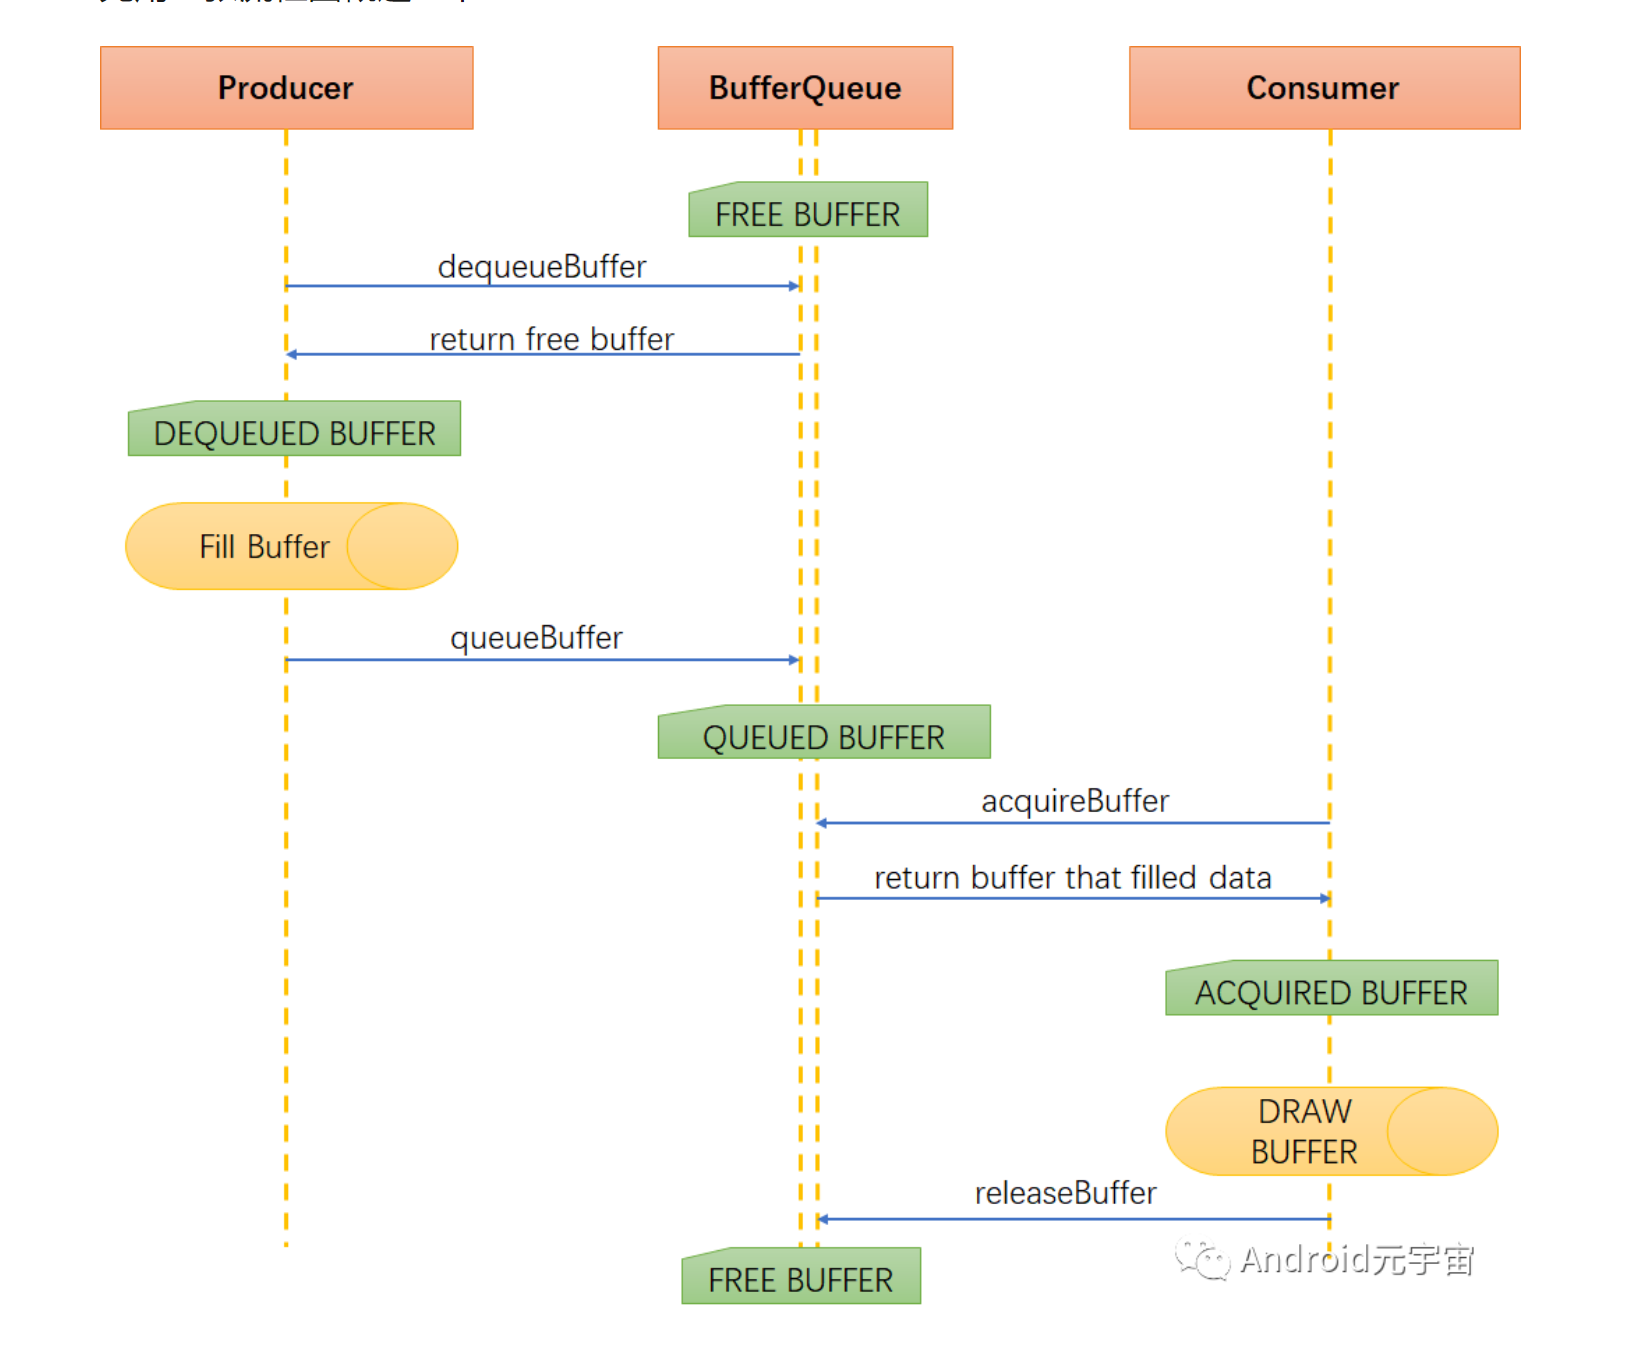 Producer BufferQueue Consumer
FREE BUFFER
dequeueBuffer
return free buffer
DEQUEUED BUFFER
Fill Buffer
queueBuffer
QUEUED BUFFER
acquireBuffer
return buffer that filled data
ACQUIRED BUFFER
DRAW
BUFFER
releaseBuffer
Android元宇宙
FREE BUFFER